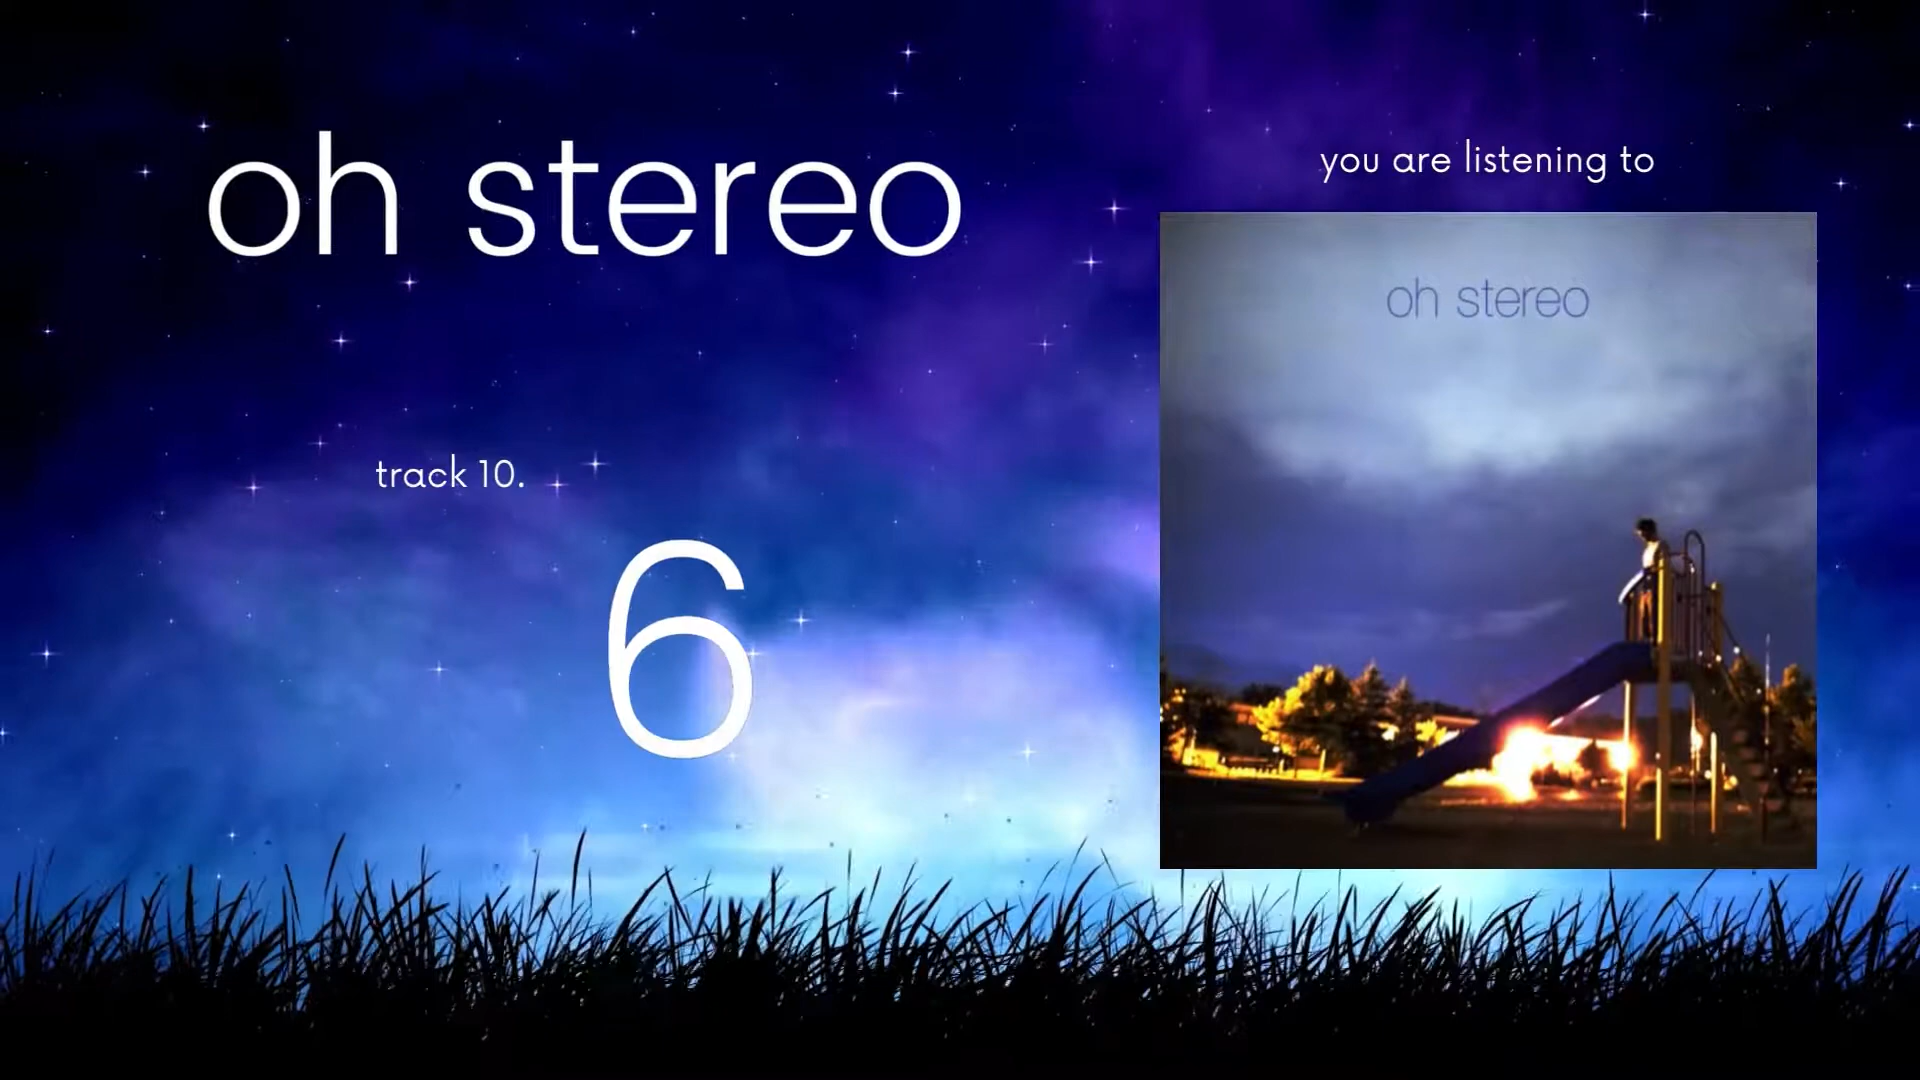 oh stereo
track 10.
6
you are listening to
oh stereo